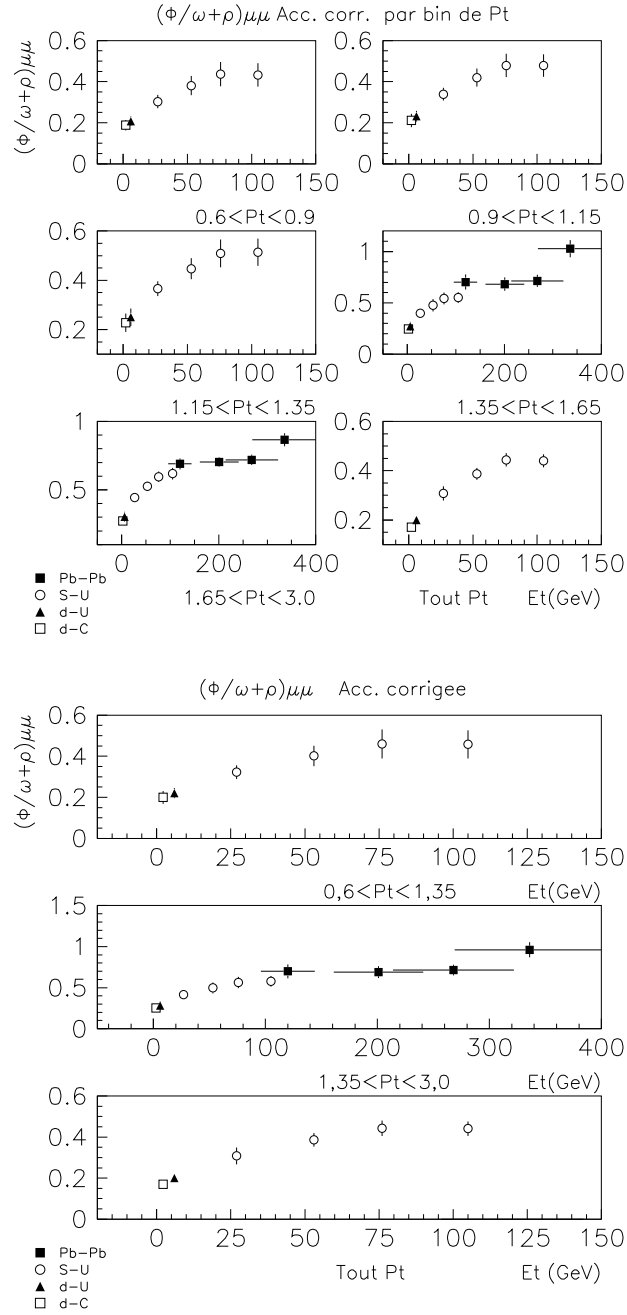 (Φ/ω+ρ)μμ Acc. corr. par bin de Pt
(Φ/ω+ρ)μμ
0.6
0.4
0.2
0
0 50 100 150
0.6<Pt<0.9
0.6
0.4
0.2
0
0 50 100 150
0.9<Pt<1.15
0.6
0.4
0.2
0 50 100 150
1.15<Pt<1.35
1
0.5
0
0 200 400
1.35<Pt<1.65
1
0.5
0 200 400
1.65<Pt<3.0
0.6
0.4
0.2
0 50 100 150
Tout Pt Et(GeV)
Pb-Pb
S-U
d-U
d-C
(Φ/ω+ρ)μμ Acc. corrigee
(Φ/ω+ρ)μμ
0.6
0.4
0.2
0
0 25 50 75 100 125 150
0,6<Pt<1,35 Et(GeV)
1.5
1
0.5
0
0 100 200 300 400
1,35<Pt<3,0 Et(GeV)
0.6
0.4
0.2
0
0 25 50 75 100 125 150
Tout Pt Et (GeV)
Pb-Pb
S-U
d-U
d-C